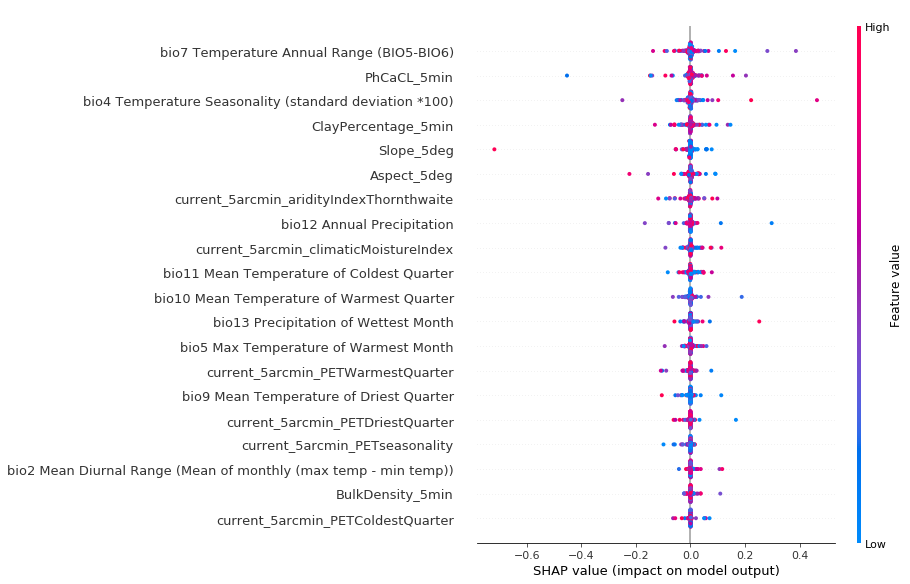 High
bio7 Temperature Annual Range (BIO5-BIO6)
PhCaCL_5min
bio4 Temperature Seasonality (standard deviation *100)
ClayPercentage_5min
Slope_5deg
Aspect_5deg
current_5arcmin_aridityIndexThornthwaite
bio12 Annual Precipitation
current_5arcmin_climaticMoistureIndex
bio11 Mean Temperature of Coldest Quarter
bio10 Mean Temperature of Warmest Quarter
bio13 Precipitation of Wettest Month
bio5 Max Temperature of Warmest Month
current_5arcmin_PETWarmestQuarter
bio9 Mean Temperature of Driest Quarter
current_5arcmin_PETDriestQuarter
current_5arcmin_PETseasonality
bio2 Mean Diurnal Range (Mean of monthly (max temp - min temp))
BulkDensity_5min
current_5arcmin_PETColdestQuarter
Feature value
Low
−0.6 −0.4 −0.2 0.0 0.2 0.4
SHAP value (impact on model output)